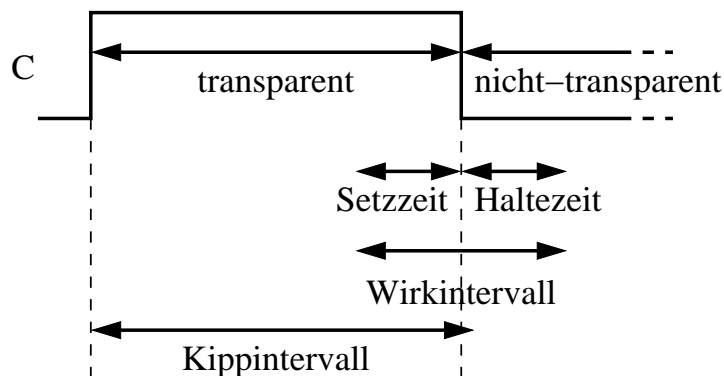 C
transparent
nicht−transparent
Setzzeit
Haltezeit
Wirkintervall
Kippintervall